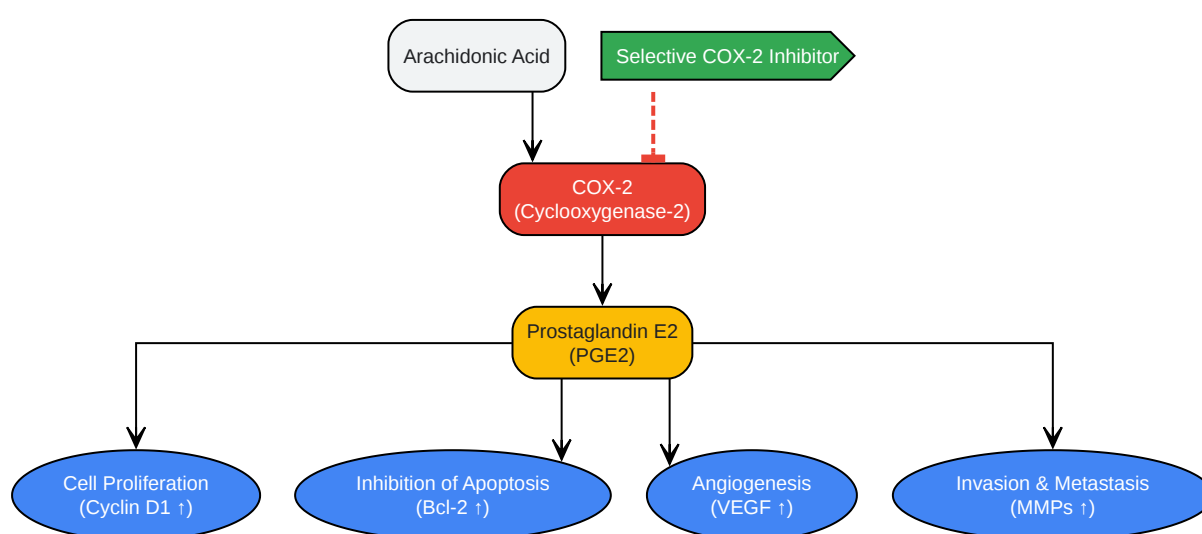 Arachidonic Acid
Selective COX-2 Inhibitor
COX-2
(Cyclooxygenase-2)
Prostaglandin E2
(PGE2)
Cell Proliferation
(Cyclin D1 ↑)
Inhibition of Apoptosis
(Bcl-2 ↑)
Angiogenesis
(VEGF ↑)
Invasion & Metastasis
(MMPs ↑)